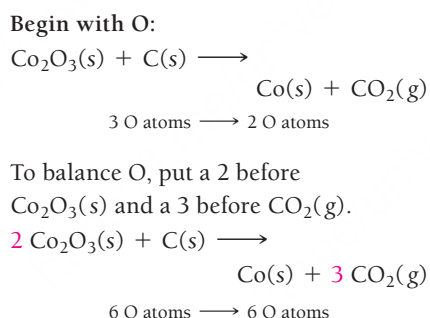 Begin with O:
Co₂O₃(s) + C(s) ⟶
Co(s) + CO₂(g)
3 O atoms ⟶ 2 O atoms
To balance O, put a 2 before
Co₂O₃(s) and a 3 before CO₂(g).
2 Co₂O₃(s) + C(s) ⟶
Co(s) + 3 CO₂(g)
6 O atoms ⟶ 6 O atoms